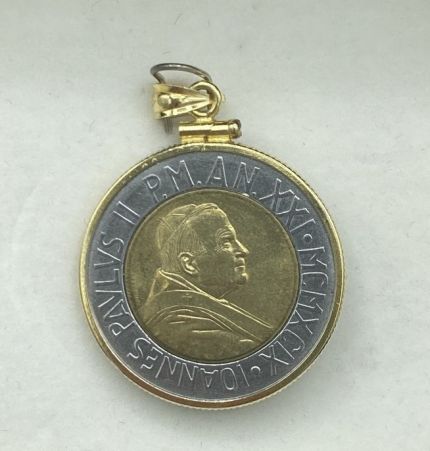 IOANNES PAVLVS II P.M. AN. XXI • MCMXCIX •